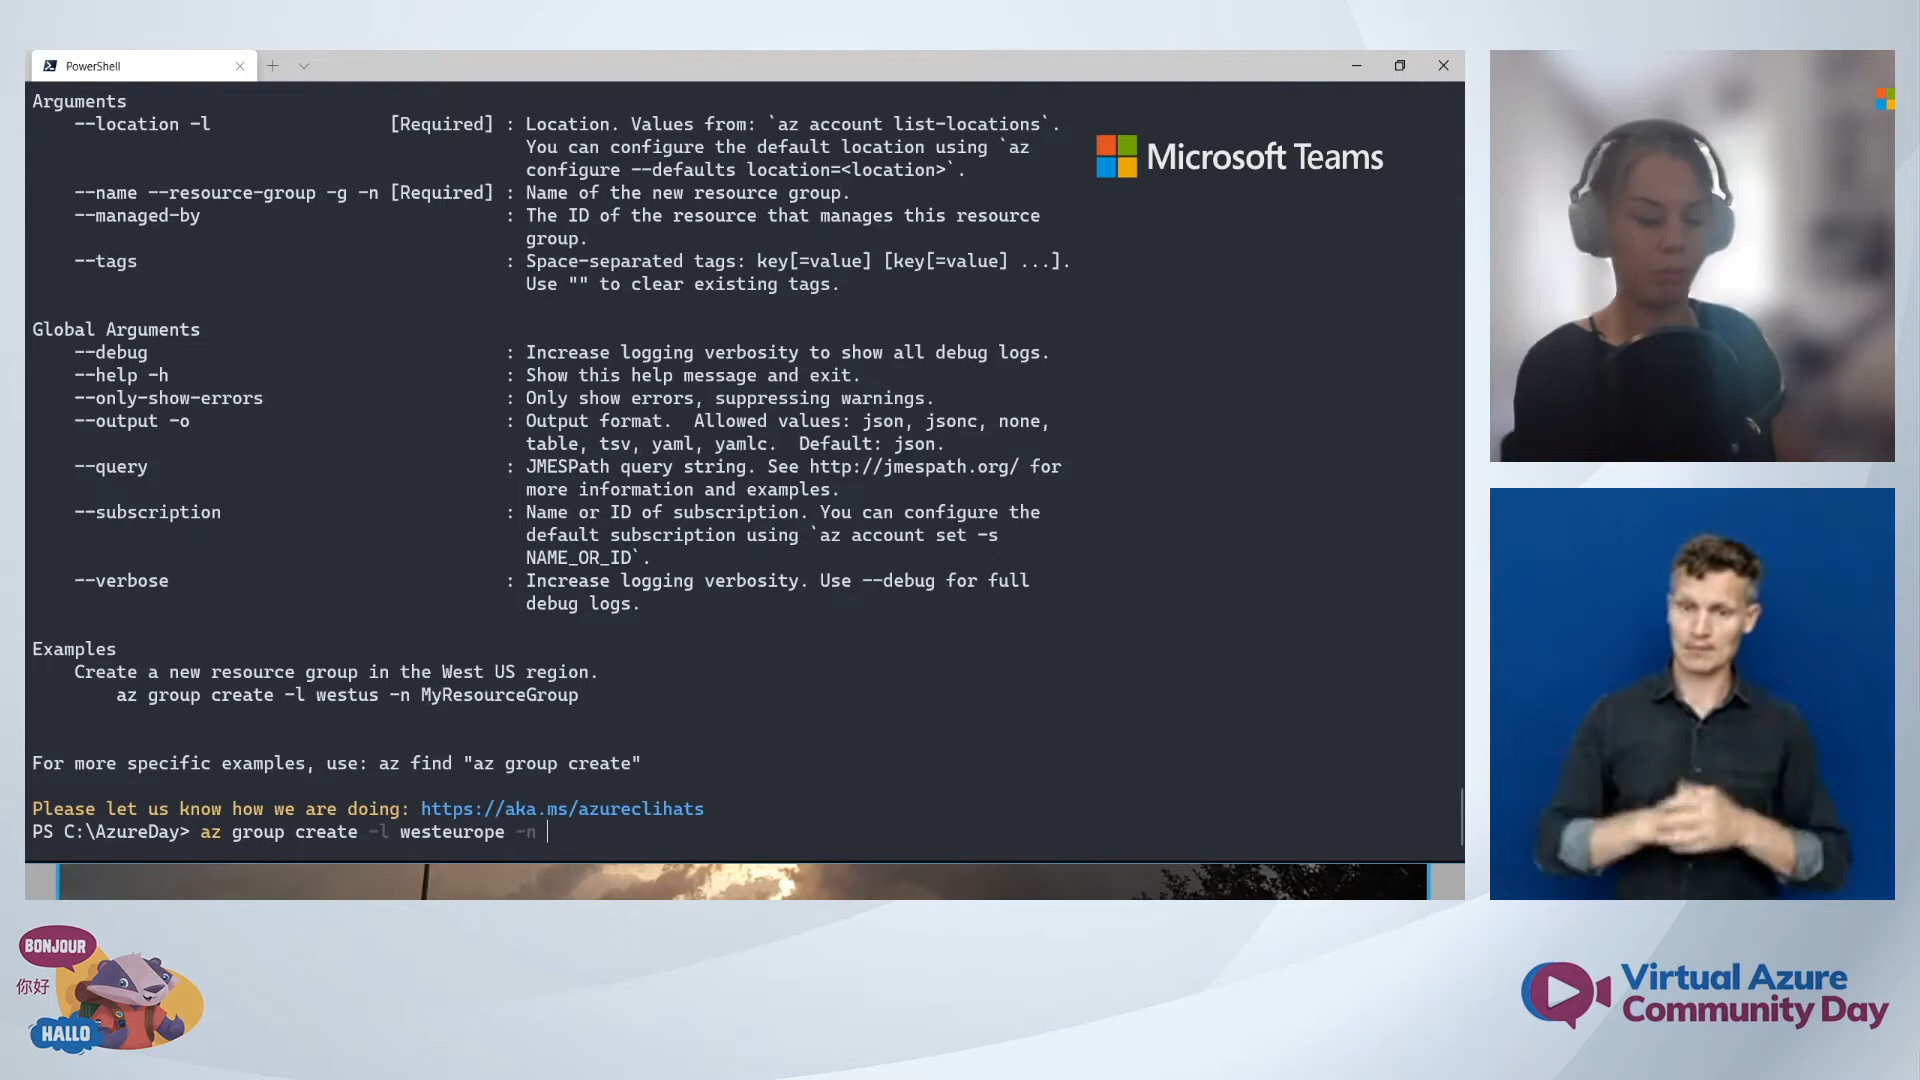 PowerShell
Arguments
--location -l [Required] : Location. Values from: `az account list-locations`.
You can configure the default location using `az
configure --defaults location=<location>`.
--name --resource-group -g -n [Required] : Name of the new resource group.
--managed-by : The ID of the resource that manages this resource
group.
--tags : Space-separated tags: key[=value] [key[=value] ...].
Use "" to clear existing tags.
Global Arguments
--debug : Increase logging verbosity to show all debug logs.
--help -h : Show this help message and exit.
--only-show-errors : Only show errors, suppressing warnings.
--output -o : Output format.  Allowed values: json, jsonc, none,
table, tsv, yaml, yamlc.  Default: json.
--query : JMESPath query string. See http://jmespath.org/ for
more information and examples.
--subscription : Name or ID of subscription. You can configure the
default subscription using `az account set -s
NAME_OR_ID`.
--verbose : Increase logging verbosity. Use --debug for full
debug logs.
Examples
Create a new resource group in the West US region.
az group create -l westus -n MyResourceGroup
For more specific examples, use: az find "az group create"
Please let us know how we are doing: https://aka.ms/azureclihats
PS C:\AzureDay> az group create -l westeurope -n
Microsoft Teams
BONJOUR
你好
HALLO
Virtual Azure
Community Day